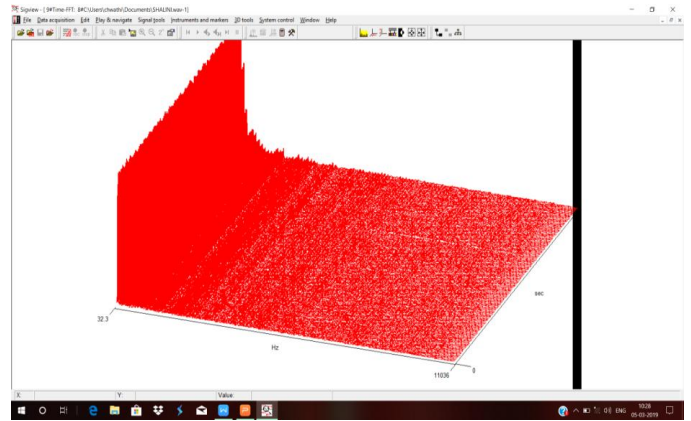 Sigview - [ 9#Time-FFT: 8#C:\Users\chwathi\Documents\SHALINI.wav-1]
File Data acquisition Edit Play & navigate Signal tools Instruments and markers 3D tools System control Window Help
sec
32.3
Hz
11036
0
X: Y: Value:
ENG
10:28
05-03-2019